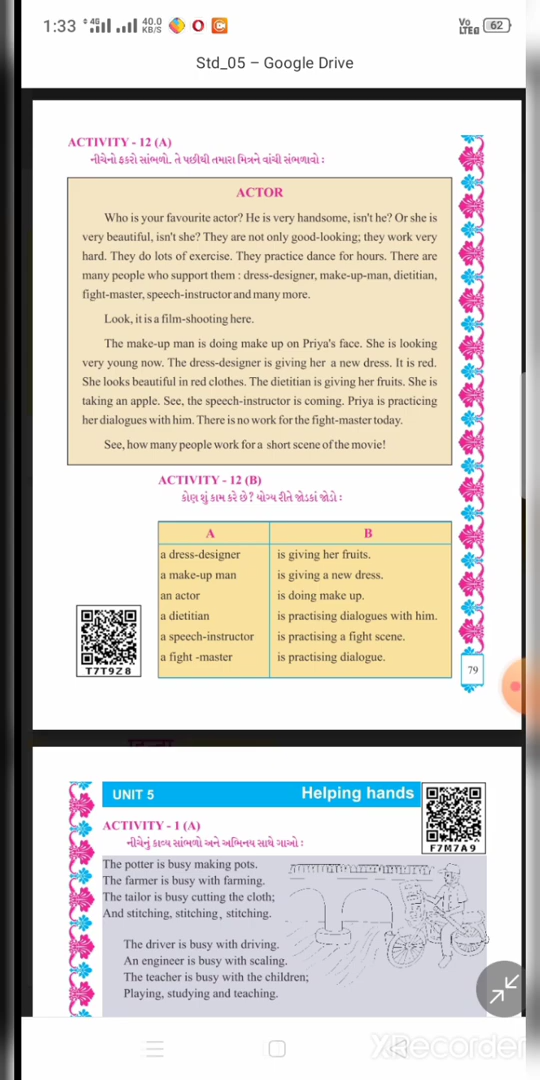 1:33 4G 40.0 KB/S Vo LTE 62
Std_05 – Google Drive
ACTIVITY - 12 (A)
નીચેનો ફકરો સાંભળો. તે પછીથી તમારા મિત્રને વાંચી સંભળાવો :
ACTOR
Who is your favourite actor? He is very handsome, isn't he? Or she is
very beautiful, isn't she? They are not only good-looking; they work very
hard. They do lots of exercise. They practice dance for hours. There are
many people who support them : dress-designer, make-up-man, dietitian,
fight-master, speech-instructor and many more.
Look, it is a film-shooting here.
The make-up man is doing make up on Priya's face. She is looking
very young now. The dress-designer is giving her a new dress. It is red.
She looks beautiful in red clothes. The dietitian is giving her fruits. She is
taking an apple. See, the speech-instructor is coming. Priya is practicing
her dialogues with him. There is no work for the fight-master today.
See, how many people work for a short scene of the movie!
ACTIVITY - 12 (B)
કોણ શું કામ કરે છે? યોગ્ય રીતે જોડકાં જોડો :
A B
a dress-designer is giving her fruits.
a make-up man is giving a new dress.
an actor is doing make up.
a dietitian is practising dialogues with him.
a speech-instructor is practising a fight scene.
a fight -master is practising dialogue.
T7T9Z8
79
UNIT 5 Helping hands
F7M7A9
ACTIVITY - 1 (A)
નીચેનું કાવ્ય સાંભળો અને અભિનય સાથે ગાઓ :
The potter is busy making pots.
The farmer is busy with farming.
The tailor is busy cutting the cloth;
And stitching, stitching, stitching.
The driver is busy with driving.
An engineer is busy with scaling.
The teacher is busy with the children;
Playing, studying and teaching.
XRecorder